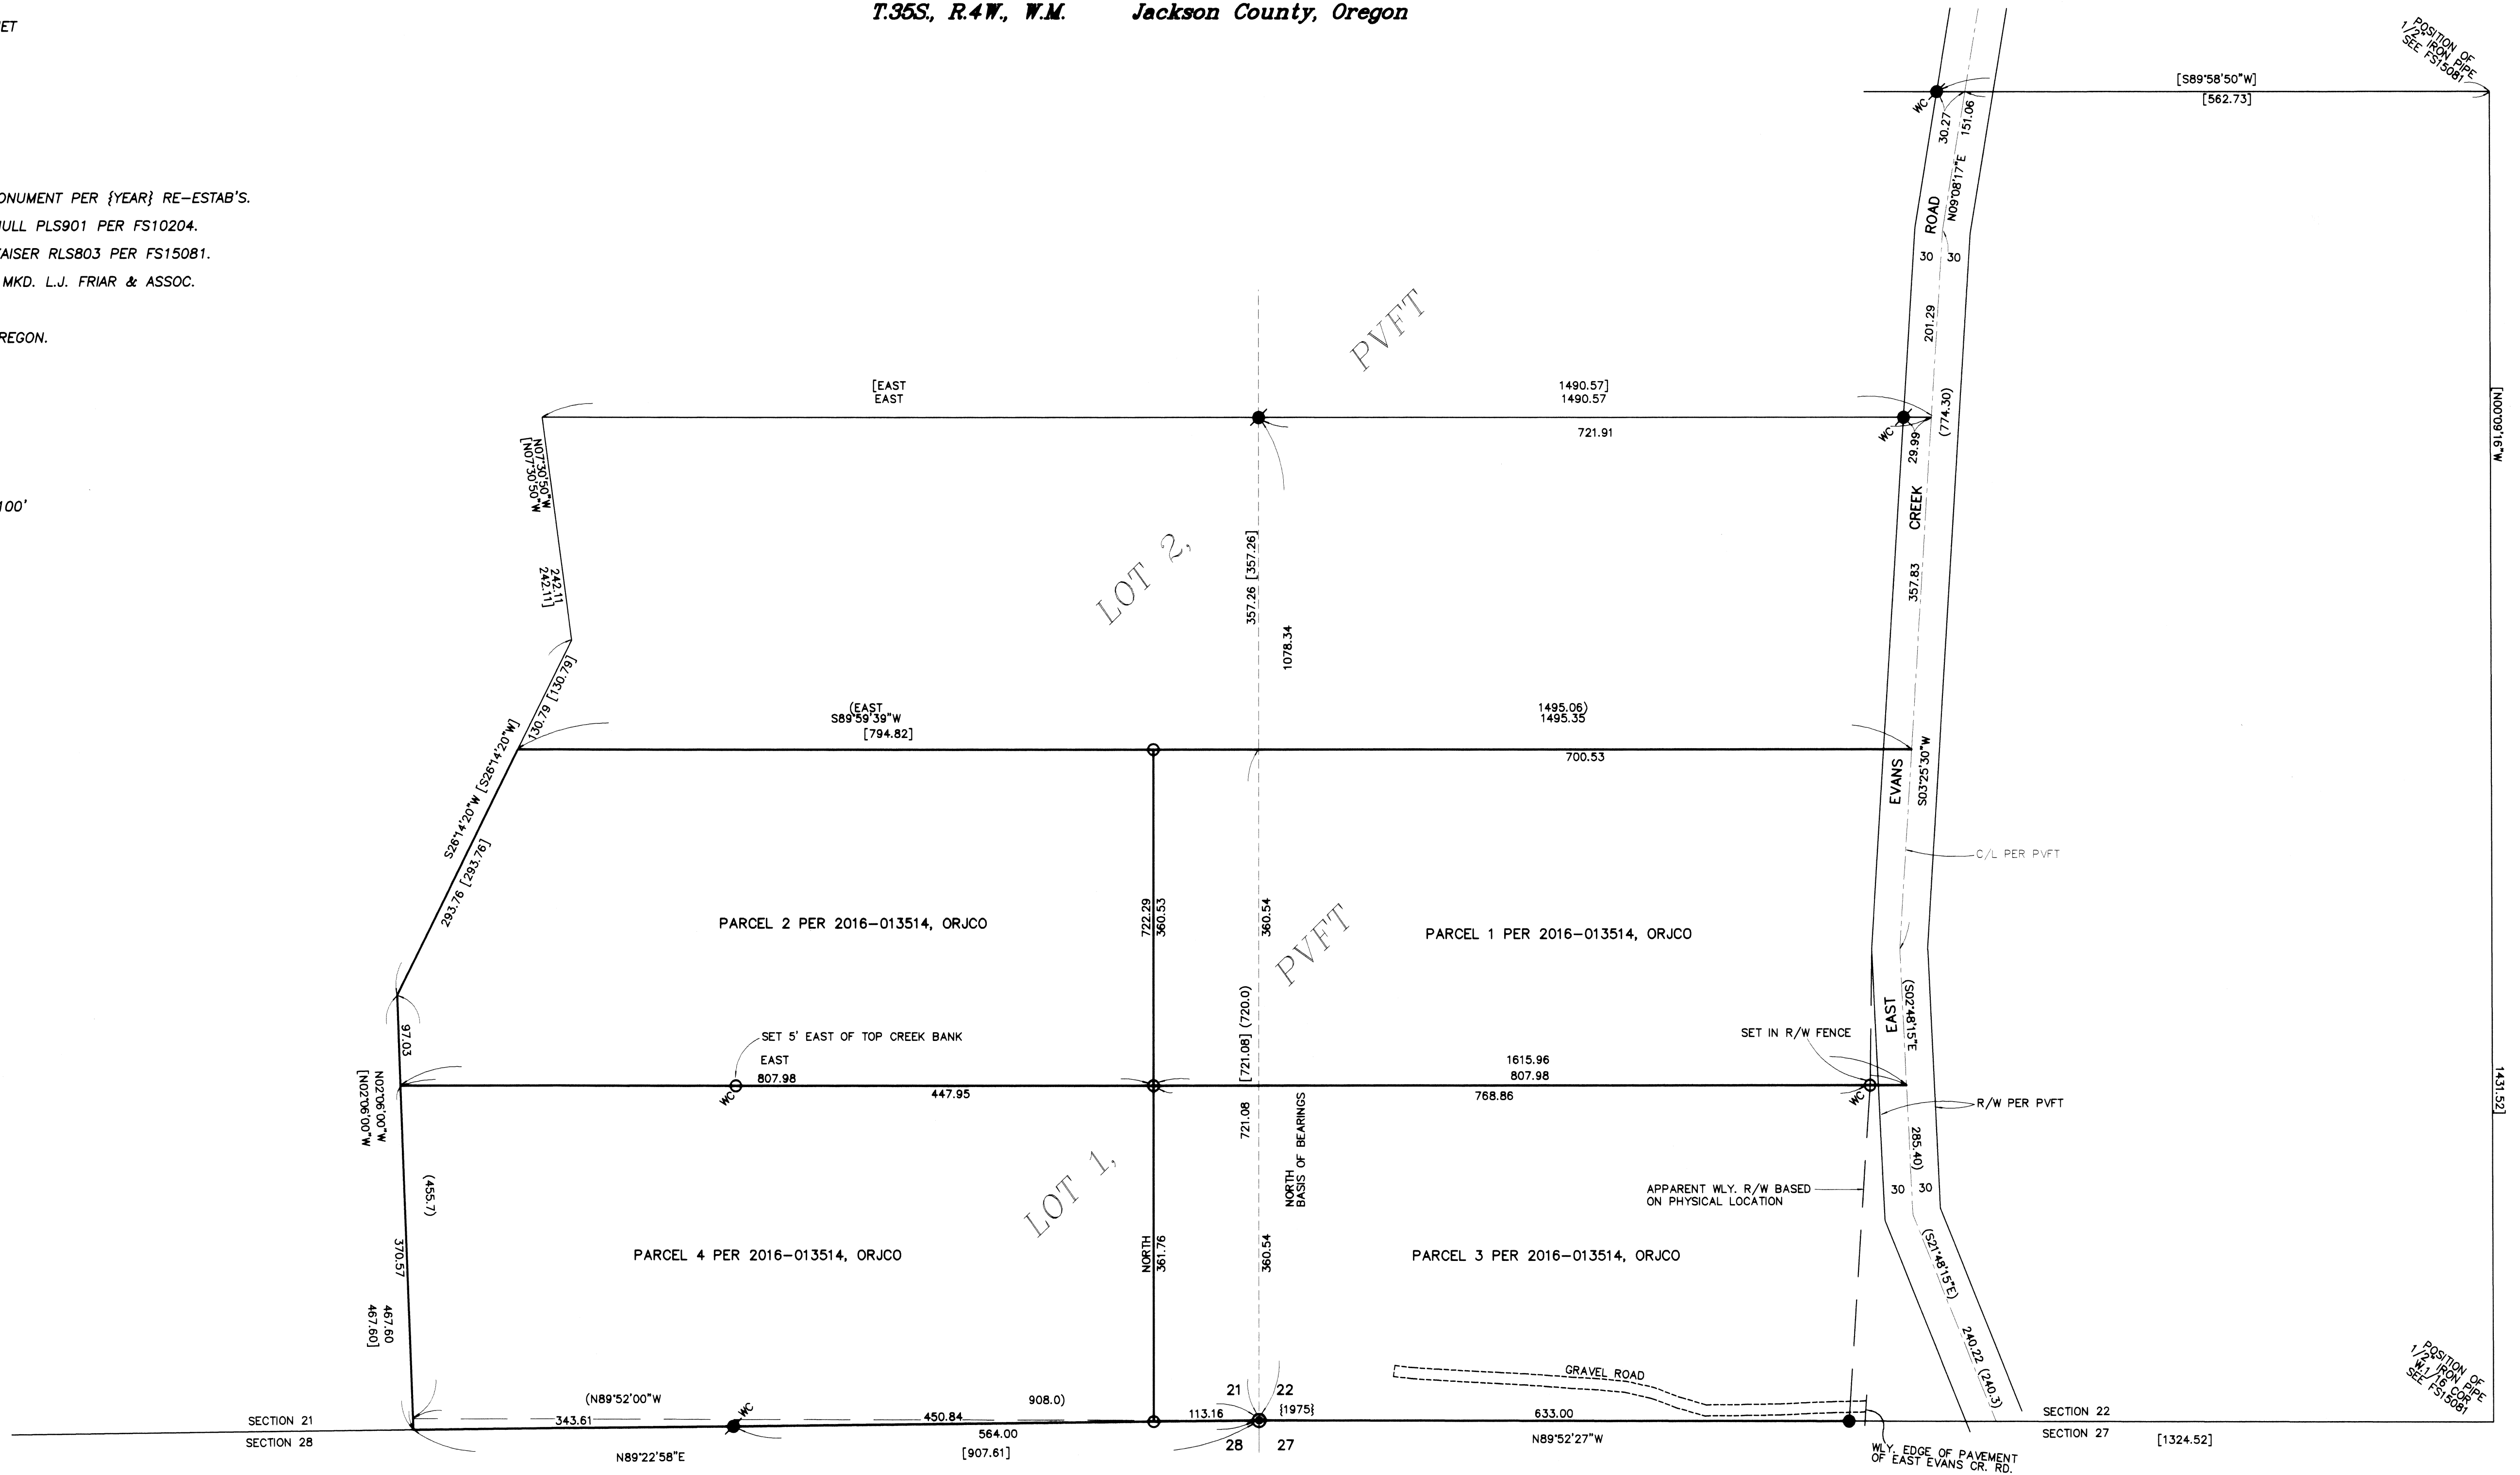 T.35S., R.4W., W.M. Jackson County, Oregon
ET
ONUMENT PER {YEAR} RE-ESTAB'S.
ULL PLS901 PER FS10204.
AISER RLS803 PER FS15081.
MKD. L.J. FRIAR & ASSOC.
REGON.
100'
POSITION OF
1/2" IRON PIPE
SEE FS15081
[S89°58'50"W]
[562.73]
WC
30.27
151.06
N09°08'17"E
ROAD
30
30
201.29
(774.30)
[N00°09'16"W
1431.52]
PVFT
[EAST
EAST
1490.57]
1490.57
721.91
WC
29.99
CREEK
357.83
N07°30'50"W
[N07°30'50"W
242.11
242.11]
LOT 2,
357.26 [357.26]
1078.34
130.79 [130.79]
S26°14'20"W [S26°14'20"W]
293.76 [293.76]
(EAST
S89°59'39"W
[794.82]
1495.06)
1495.35
700.53
EVANS
S03°25'30"W
C/L PER PVFT
PARCEL 2 PER 2016-013514, ORJCO
722.29
360.53
360.54
PVFT
PARCEL 1 PER 2016-013514, ORJCO
97.03
SET 5' EAST OF TOP CREEK BANK
EAST
807.98
WC
447.95
[721.08] (720.0)
721.08
SET IN R/W FENCE
1615.96
807.98
768.86
WC
EAST
(S02°48'15"E
285.40)
R/W PER PVFT
N02°06'00"W
[N02°06'00"W
(455.7)
370.57
467.60
467.60]
LOT 1,
NORTH
BASIS OF BEARINGS
APPARENT WLY. R/W BASED
ON PHYSICAL LOCATION
30
30
PARCEL 4 PER 2016-013514, ORJCO
NORTH
361.76
360.54
PARCEL 3 PER 2016-013514, ORJCO
(S21°48'15"E)
240.22 (240.3)
GRAVEL ROAD
POSITION OF
1/2" IRON PIPE
W.1/16 COR
SEE FS15081
(N89°52'00"W
908.0)
21
22
{1975}
SECTION 21
SECTION 28
343.61
WC
450.84
113.16
633.00
SECTION 22
SECTION 27
564.00
N89°22'58"E
[907.61]
28
27
N89°52'27"W
[1324.52]
WLY. EDGE OF PAVEMENT
OF EAST EVANS CR. RD.